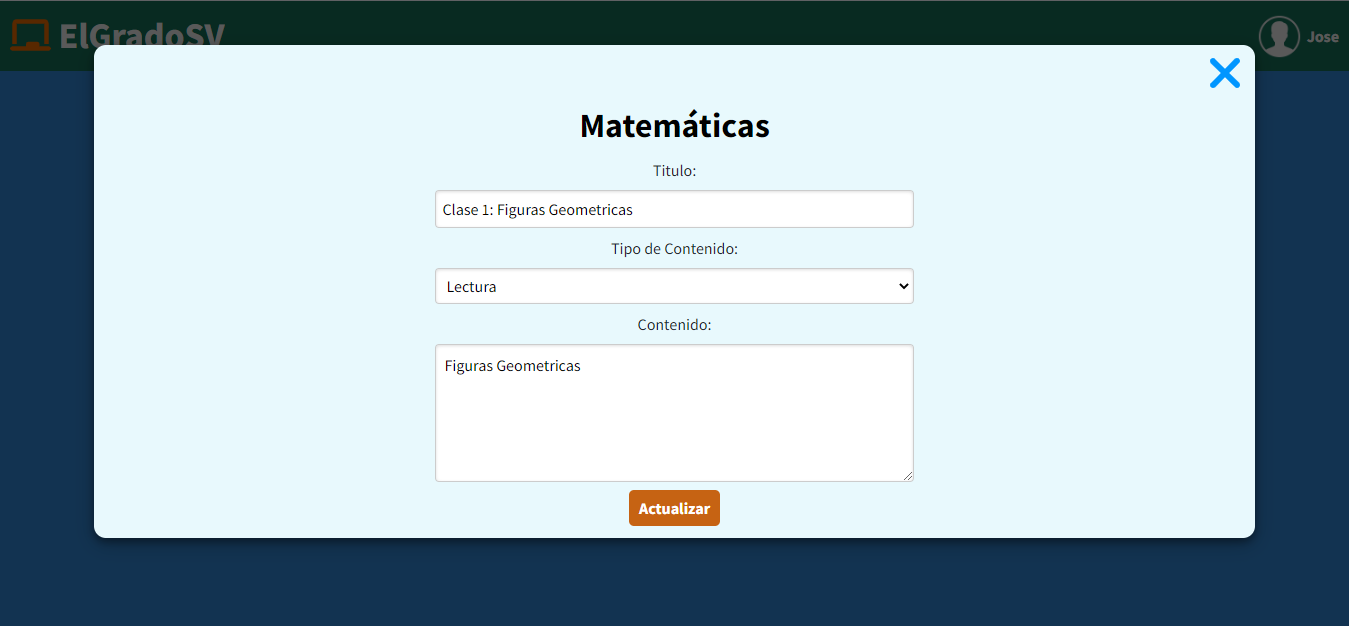 ElGradoSV
Jose
Matemáticas
Titulo:
Clase 1: Figuras Geometricas
Tipo de Contenido:
Lectura
Contenido:
Figuras Geometricas
Actualizar